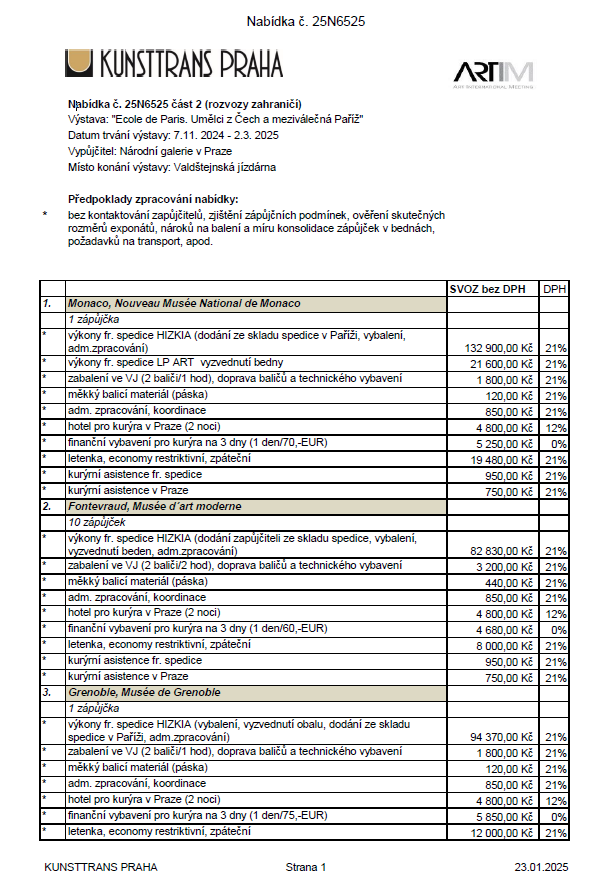 Nabídka č. 25N6525
KUNSTTRANS PRAHA
ARTIM
ART INTERNATIONAL MEETING
Nabídka č. 25N6525 část 2 (rozvozy zahraničí)
Výstava: "Ecole de Paris. Umělci z Čech a meziválečná Paříž"
Datum trvání výstavy: 7.11. 2024 - 2.3. 2025
Vypůjčitel: Národní galerie v Praze
Místo konání výstavy: Valdštejnská jízdárna
Předpoklady zpracování nabídky:
* bez kontaktování zapůjčitelů, zjištění zápůjčních podmínek, ověření skutečných
rozměrů exponátů, nároků na balení a míru konsolidace zápůjček v bednách,
požadavků na transport, apod.
SVOZ bez DPH DPH
1. Monaco, Nouveau Musée National de Monaco
1 zápůjčka
* výkony fr. spedice HIZKIA (dodání ze skladu spedice v Paříži, vybalení,
adm.zpracování) 132 900,00 Kč 21%
* výkony fr. spedice LP ART vyzvednutí bedny 21 600,00 Kč 21%
* zabalení ve VJ (2 baliči/1 hod), doprava baličů a technického vybavení 1 800,00 Kč 21%
* měkký balicí materiál (páska) 120,00 Kč 21%
* adm. zpracování, koordinace 850,00 Kč 21%
* hotel pro kurýra v Praze (2 noci) 4 800,00 Kč 12%
* finanční vybavení pro kurýra na 3 dny (1 den/70,-EUR) 5 250,00 Kč 0%
* letenka, economy restriktivní, zpáteční 19 480,00 Kč 21%
* kurýrní asistence fr. spedice 950,00 Kč 21%
* kurýrní asistence v Praze 750,00 Kč 21%
2. Fontevraud, Musée d´art moderne
10 zápůjček
* výkony fr. spedice HIZKIA (dodání zapůjčiteli ze skladu spedice, vybalení,
vyzvednutí beden, adm.zpracování) 82 830,00 Kč 21%
* zabalení ve VJ (2 baliči/2 hod), doprava baličů a technického vybavení 3 200,00 Kč 21%
* měkký balicí materiál (páska) 440,00 Kč 21%
* adm. zpracování, koordinace 850,00 Kč 21%
* hotel pro kurýra v Praze (2 noci) 4 800,00 Kč 12%
* finanční vybavení pro kurýra na 3 dny (1 den/60,-EUR) 4 680,00 Kč 0%
* letenka, economy restriktivní, zpáteční 8 000,00 Kč 21%
* kurýrní asistence fr. spedice 950,00 Kč 21%
* kurýrní asistence v Praze 750,00 Kč 21%
3. Grenoble, Musée de Grenoble
1 zápůjčka
* výkony fr. spedice HIZKIA (vybalení, vyzvednutí obalu, dodání ze skladu
spedice v Paříži, adm.zpracování) 94 370,00 Kč 21%
* zabalení ve VJ (2 baliči/1 hod), doprava baličů a technického vybavení 1 800,00 Kč 21%
* měkký balicí materiál (páska) 120,00 Kč 21%
* adm. zpracování, koordinace 850,00 Kč 21%
* hotel pro kurýra v Praze (2 noci) 4 800,00 Kč 12%
* finanční vybavení pro kurýra na 3 dny (1 den/75,-EUR) 5 850,00 Kč 0%
* letenka, economy restriktivní, zpáteční 12 000,00 Kč 21%
KUNSTTRANS PRAHA Strana 1 23.01.2025